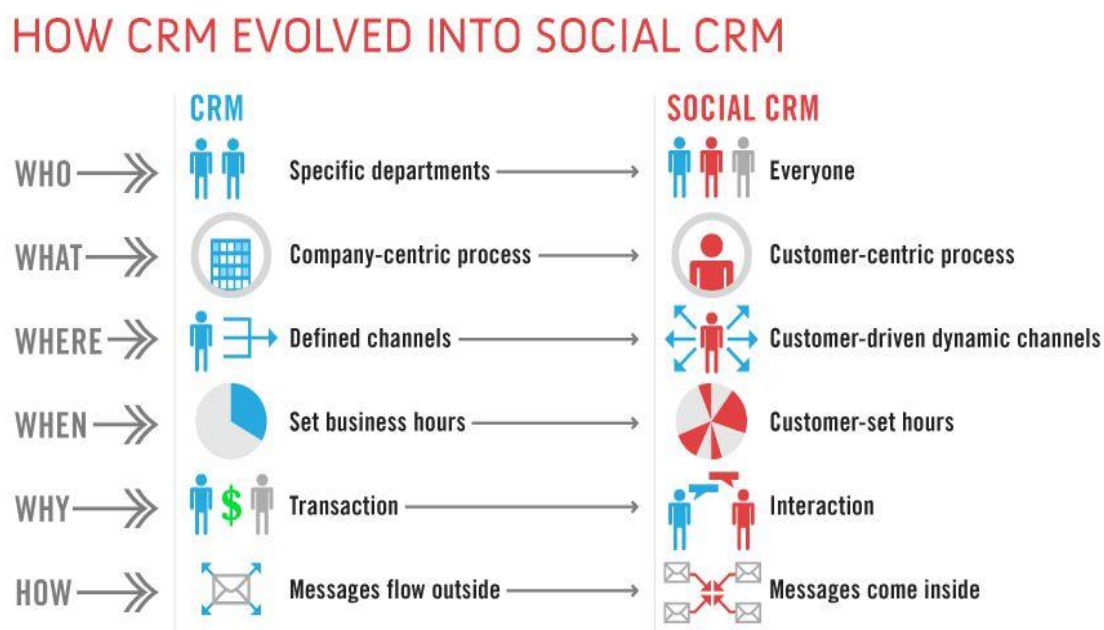 HOW CRM EVOLVED INTO SOCIAL CRM
CRM SOCIAL CRM
WHO Specific departments Everyone
WHAT Company-centric process Customer-centric process
WHERE Defined channels Customer-driven dynamic channels
WHEN Set business hours Customer-set hours
WHY $ Transaction Interaction
HOW Messages flow outside Messages come inside